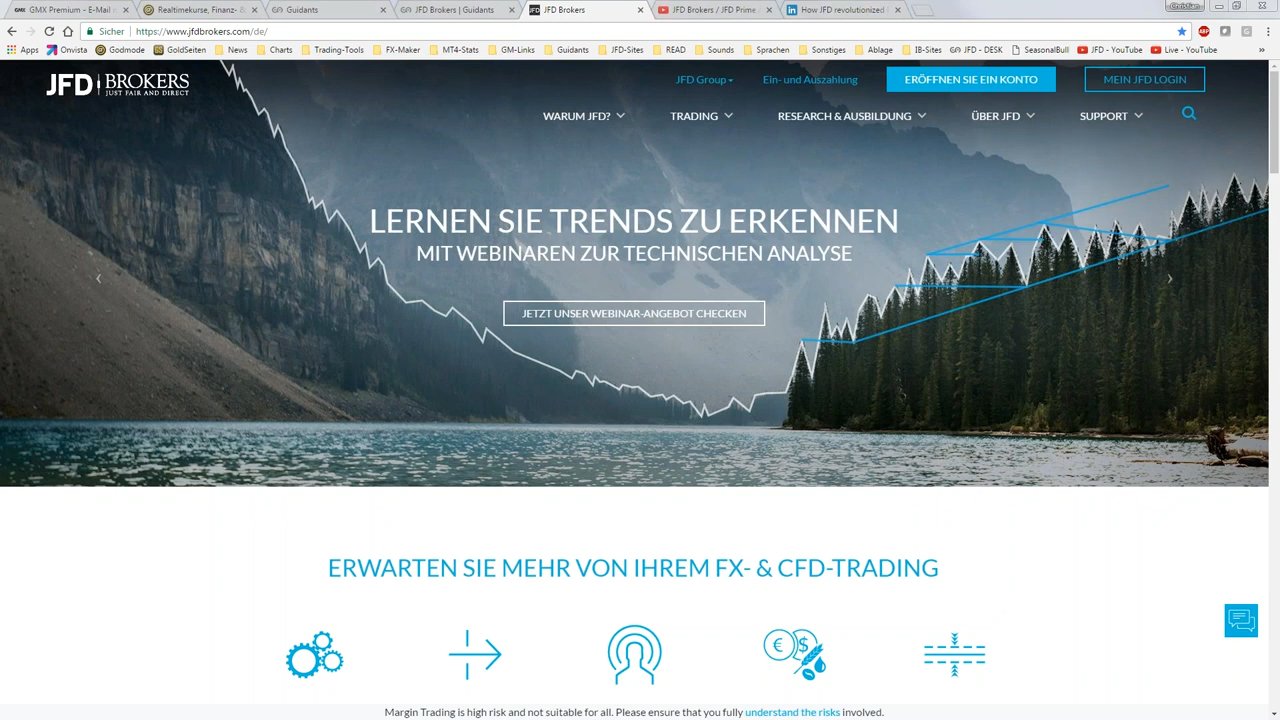 GMX Premium – E-Mail
Realtimekurse, Finanz- &
Guidants
JFD Brokers | Guidants
JFD Brokers
JFD Brokers / JFD Prime
How JFD revolutionized
Christian
Sicher | https://www.jfdbrokers.com/de/
Apps Onvista Godmode GoldSeiten News Charts Trading-Tools FX-Maker MT4-Stats GM-Links Guidants JFD-Sites READ Sounds Sprachen Sonstiges Ablage IB-Sites JFD - DESK SeasonalBull JFD - YouTube Live - YouTube
JFD BROKERS
JUST FAIR AND DIRECT
JFD Group Ein- und Auszahlung ERÖFFNEN SIE EIN KONTO MEIN JFD LOGIN
WARUM JFD? TRADING RESEARCH & AUSBILDUNG ÜBER JFD SUPPORT
LERNEN SIE TRENDS ZU ERKENNEN
MIT WEBINAREN ZUR TECHNISCHEN ANALYSE
JETZT UNSER WEBINAR-ANGEBOT CHECKEN
ERWARTEN SIE MEHR VON IHREM FX- & CFD-TRADING
Margin Trading is high risk and not suitable for all. Please ensure that you fully understand the risks involved.